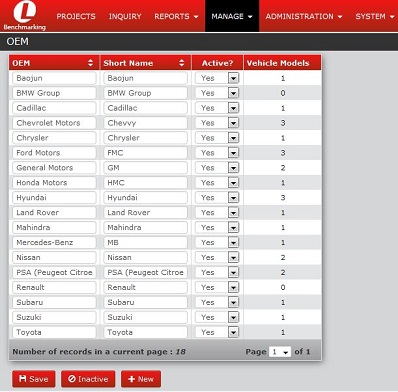 L
Benchmarking
PROJECTS INQUIRY REPORTS MANAGE ADMINISTRATION SYSTEM
OEM
OEM Short Name Active? Vehicle Models
Baojun Baojun Yes 1
BMW Group BMW Group Yes 0
Cadillac Cadillac Yes 1
Chevrolet Motors Chevvy Yes 3
Chrysler Chrysler Yes 1
Ford Motors FMC Yes 3
General Motors GM Yes 2
Honda Motors HMC Yes 1
Hyundai Hyundai Yes 3
Land Rover Land Rover Yes 1
Mahindra Mahindra Yes 1
Mercedes-Benz MB Yes 1
Nissan Nissan Yes 2
PSA (Peugeot Citroe PSA (Peugeot Citroe Yes 2
Renault Renault Yes 0
Subaru Subaru Yes 1
Suzuki Suzuki Yes 1
Toyota Toyota Yes 1
Number of records in a current page : 18 Page 1 of 1
Save Inactive New